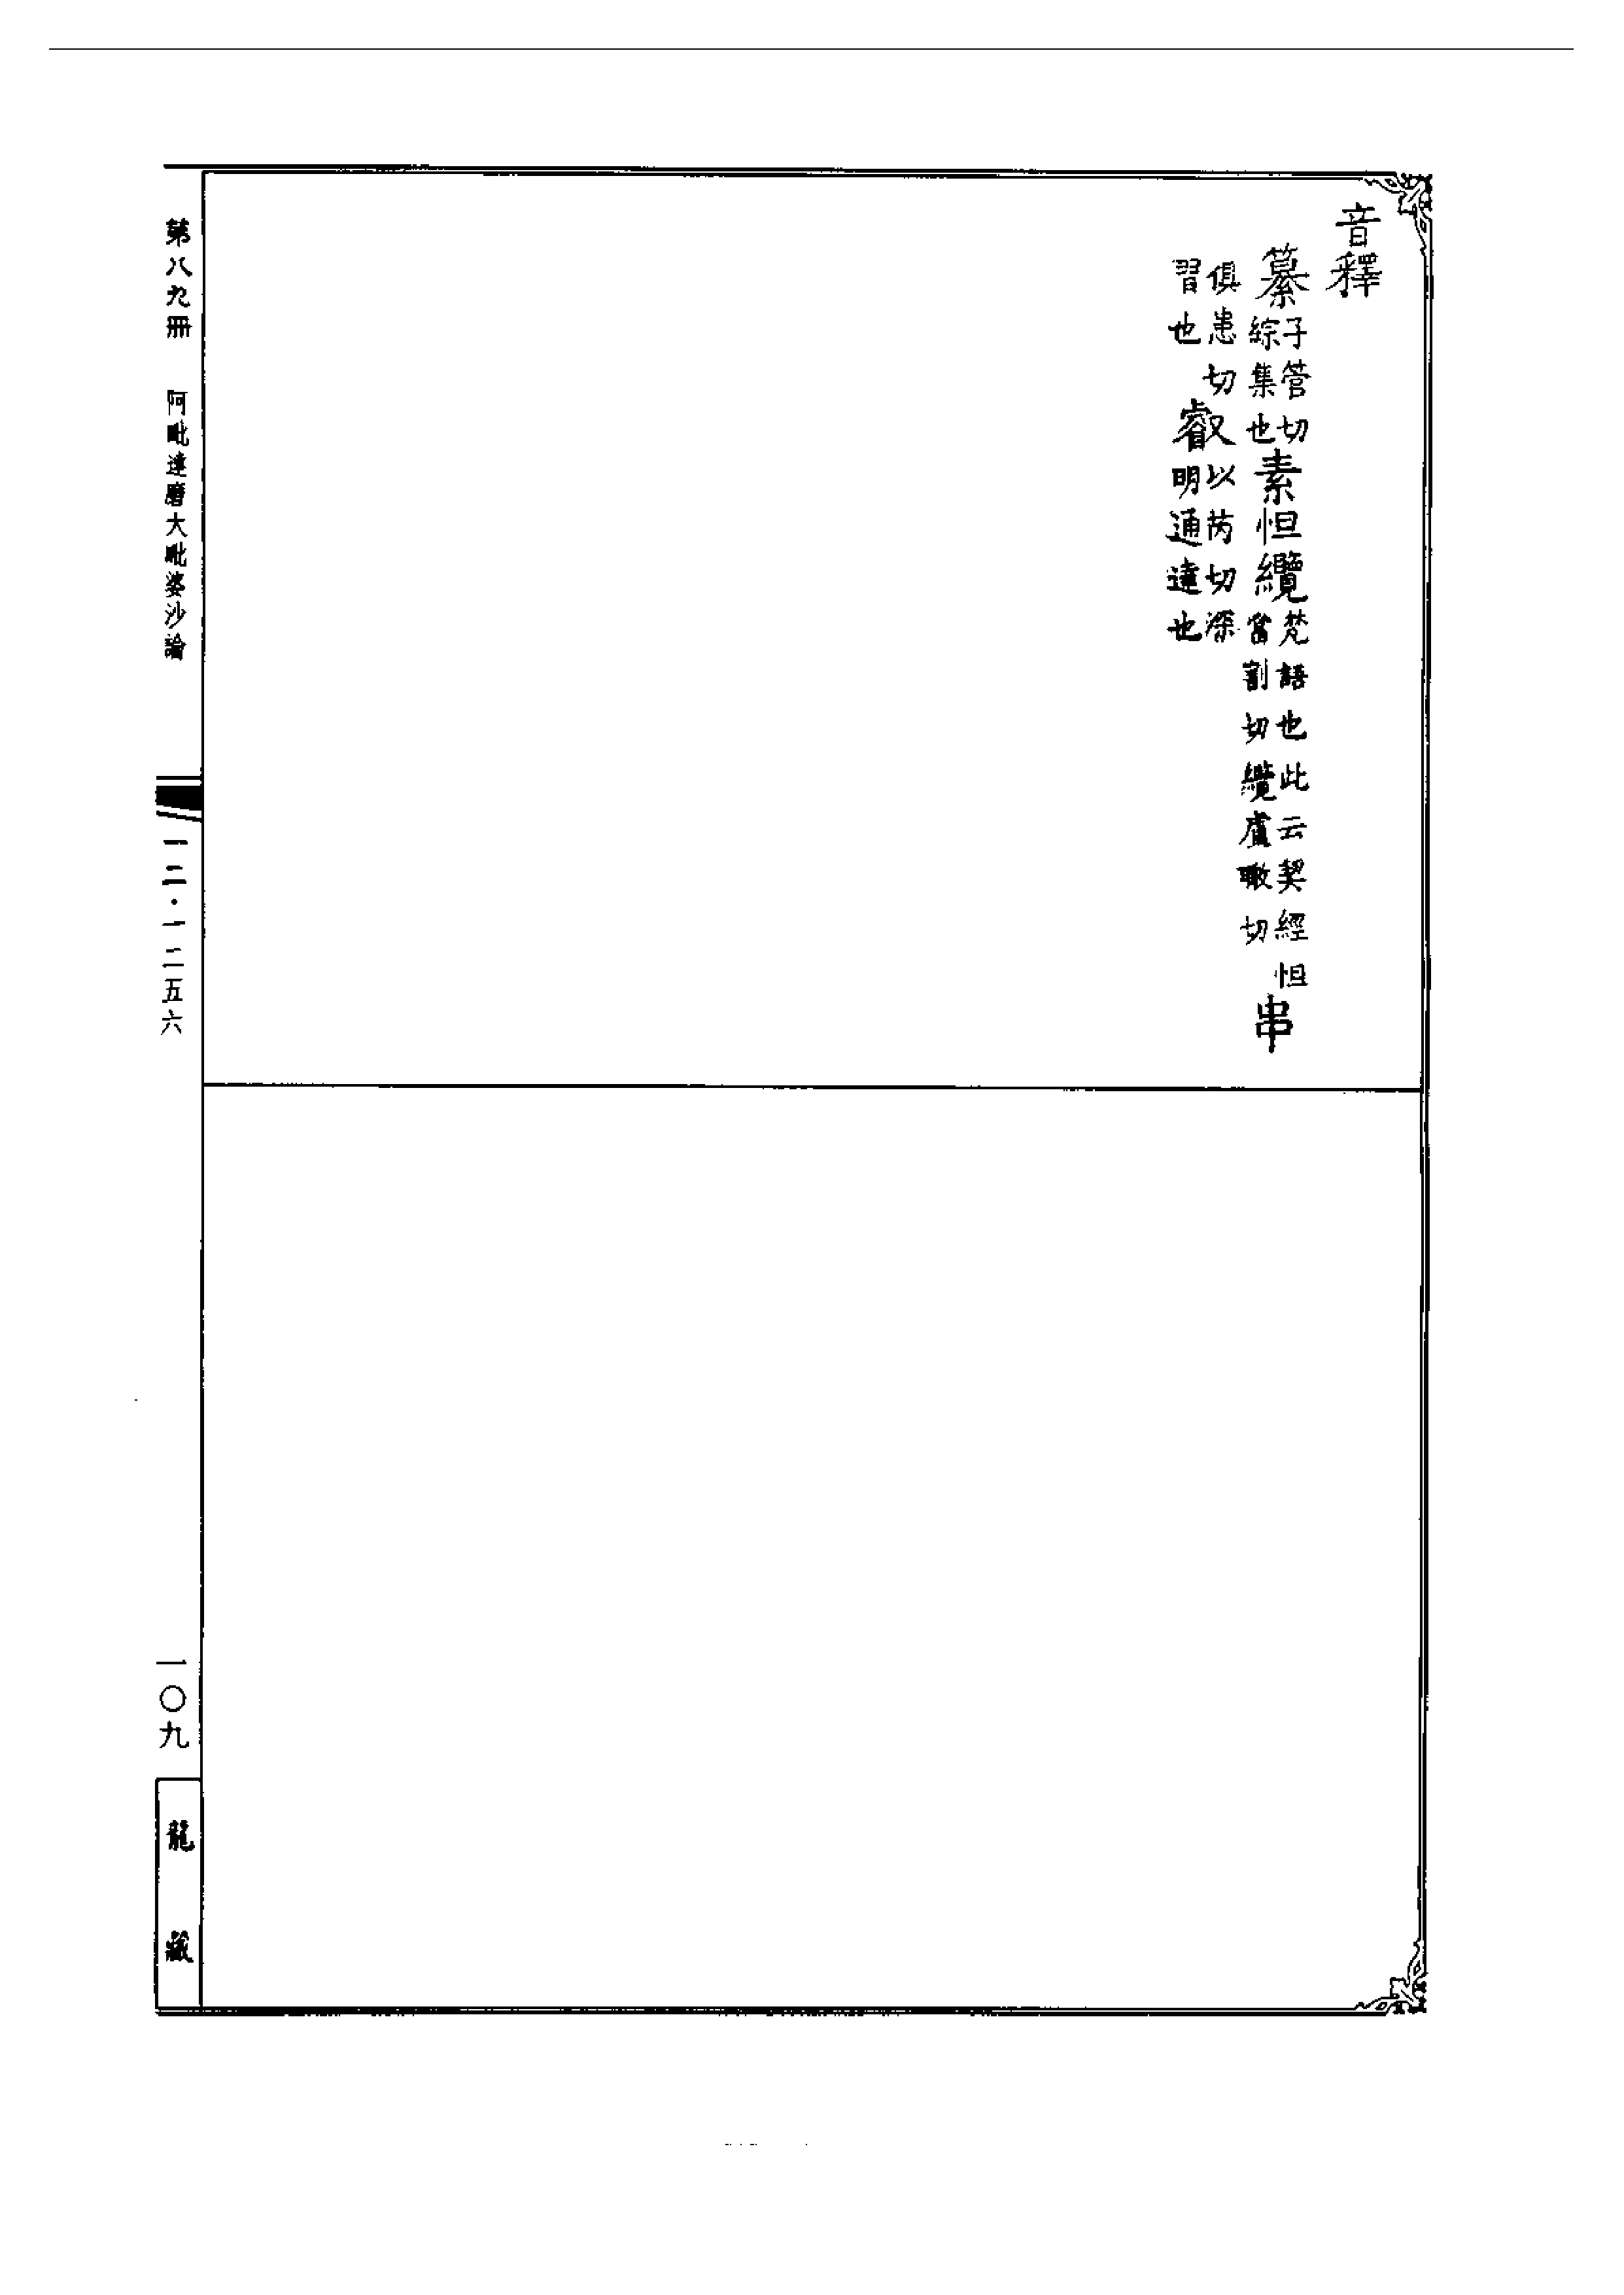 音釋
纂子管切綜集也素怛纜梵語也此云契經怛當割切纜盧瞰切串
俱患切習也叡以芮切深明通達也
第八九冊　阿毗達磨大毗婆沙論　一二·一二五六　一〇九　龍藏